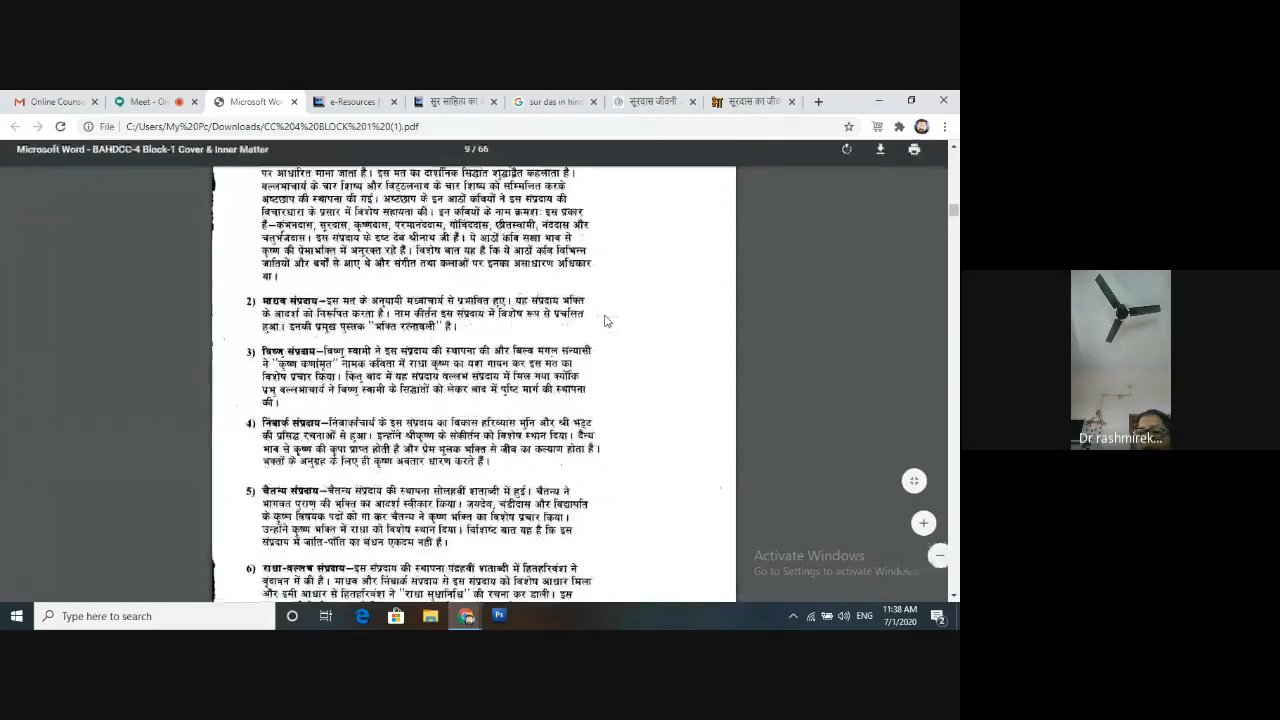 Online Couns
Meet - On
Microsoft Wo
e-Resources |
सुर साहित्य का
sur das in hind
सूरदास जीवनी -
सूरदास का जीव
File | C:/Users/My%20Pc/Downloads/CC%204%20BLOCK%201%20(1).pdf
Microsoft Word - BAHDCC-4 Block-1 Cover & Inner Matter
9 / 66
पर आधारित माना जाता है। इस मत का दार्शनिक सिद्धांत शुद्धाद्वैत कहलाता है।
वल्लभाचार्य के चार शिष्य और विट्ठलनाथ के चार शिष्य को सम्मिलित करके
अष्टछाप की स्थापना की गई। अष्टछाप के इन आठों कवियों ने इस संप्रदाय की
विचारधारा के प्रसार में विशेष सहायता की। इन कवियों के नाम क्रमशः इस प्रकार
हैं—कुंभनदास, सूरदास, कृष्णदास, परमानंददास, गोविंददास, छीतस्वामी, नंददास और
चतुर्भुजदास। इस संप्रदाय के इष्ट देव श्रीनाथ जी हैं। ये आठों कवि सखा भाव से
कृष्ण की प्रेमाभक्ति में अनुरक्त रहे हैं। विशेष बात यह है कि ये आठों कवि विभिन्न
जातियों और वर्गों से आए थे और संगीत तथा कलाओं पर इनका असाधारण अधिकार
था।
2) माधव संप्रदाय—इस मत के अनुयायी मध्वाचार्य से प्रभावित हुए। यह संप्रदाय भक्ति
के आदर्श को निरूपित करता है। नाम कीर्तन इस संप्रदाय में विशेष रूप से प्रचलित
हुआ। इनकी प्रमुख पुस्तक "भक्ति रत्नावली" है।
3) विष्णु संप्रदाय—विष्णु स्वामी ने इस संप्रदाय की स्थापना की और बिल्व मंगल सन्यासी
ने "कृष्ण कर्णामृत" नामक कविता में राधा कृष्ण का यश गायन कर इस मत का
विशेष प्रचार किया। किंतु बाद में यह संप्रदाय वल्लभ संप्रदाय में मिल गया क्योंकि
प्रभु वल्लभाचार्य ने विष्णु स्वामी के सिद्धांतों को लेकर बाद में पुष्टि मार्ग की स्थापना
की।
4) निंबार्क संप्रदाय—निंबार्काचार्य के इस संप्रदाय का विकास हरिव्यास मुनि और श्री भट्ट
की प्रसिद्ध रचनाओं से हुआ। इन्होंने श्रीकृष्ण के संकीर्तन को विशेष स्थान दिया। दैन्य
भाव से कृष्ण की कृपा प्राप्त होती है और प्रेम मूलक भक्ति से जीव का कल्याण होता है।
भक्तों के अनुग्रह के लिए ही कृष्ण अवतार धारण करते हैं।
5) चैतन्य संप्रदाय—चैतन्य संप्रदाय की स्थापना सोलहवीं शताब्दी में हुई। चैतन्य ने
भागवत पुराण की भक्ति का आदर्श स्वीकार किया। जयदेव, चंडीदास और विद्यापति
के कृष्ण विषयक पदों को गा कर चैतन्य ने कृष्ण भक्ति का विशेष प्रचार किया।
उन्होंने कृष्ण भक्ति में राधा को विशेष स्थान दिया। विशिष्ट बात यह है कि इस
संप्रदाय में जाति-पाँति का बंधन एकदम नहीं है।
6) राधा-वल्लभ संप्रदाय—इस संप्रदाय की स्थापना पंद्रहवीं शताब्दी में हितहरिवंश ने
वृंदावन में की है। माधव और निंबार्क संप्रदाय से इस संप्रदाय को विशेष आधार मिला
और इसी आधार से हितहरिवंश ने "राधा सुधानिधि" की रचना कर डाली। इस
Dr rashmirek...
Activate Windows
Go to Settings to activate Windows.
Type here to search
Ps
ENG
11:38 AM
7/1/2020
2